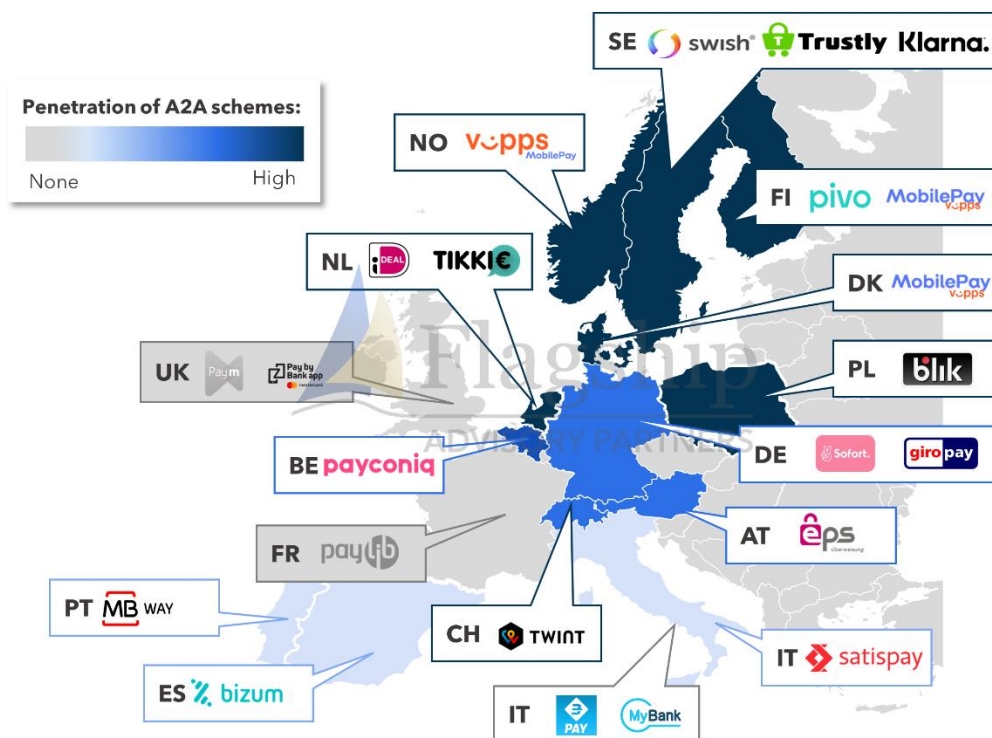 Penetration of A2A schemes:
None High
SE swish® T Trustly Klarna.
NO vipps MobilePay
FI pivo MobilePay vipps
NL iDEAL TIKKIE
DK MobilePay vipps
UK Paym Pay by Bank app mastercard
PL blik
Flagship
ADVISORY PARTNERS
BE payconiq
DE Sofort. giropay
AT eps Überweisung
FR paylib
PT MB WAY
CH TWINT
IT satispay
ES bizum
IT PAY MyBank